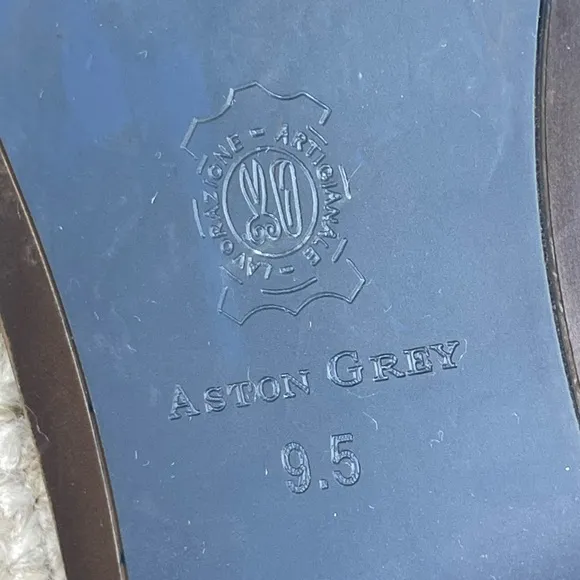 LAVORAZIONE - ARTIGIANALE -
ASTON GREY
9.5